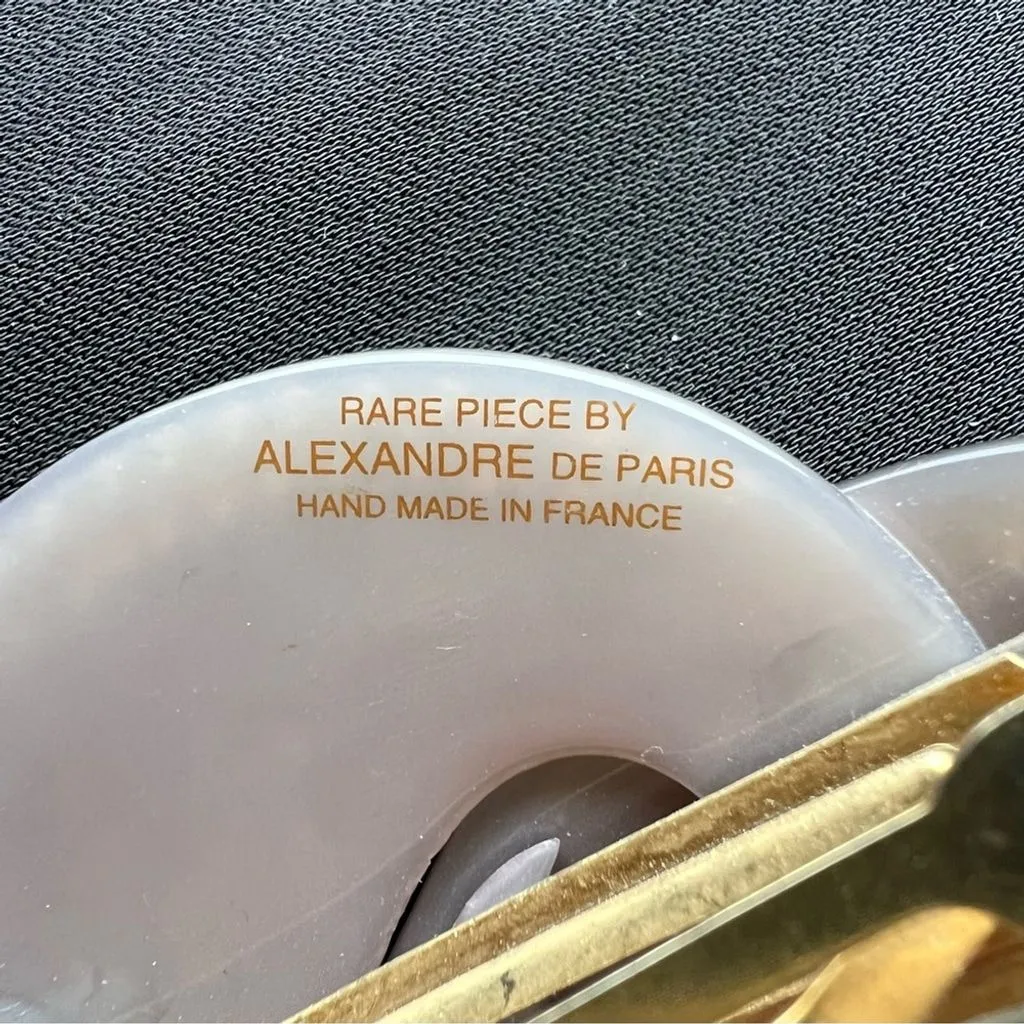 RARE PIECE BY
ALEXANDRE DE PARIS
HAND MADE IN FRANCE